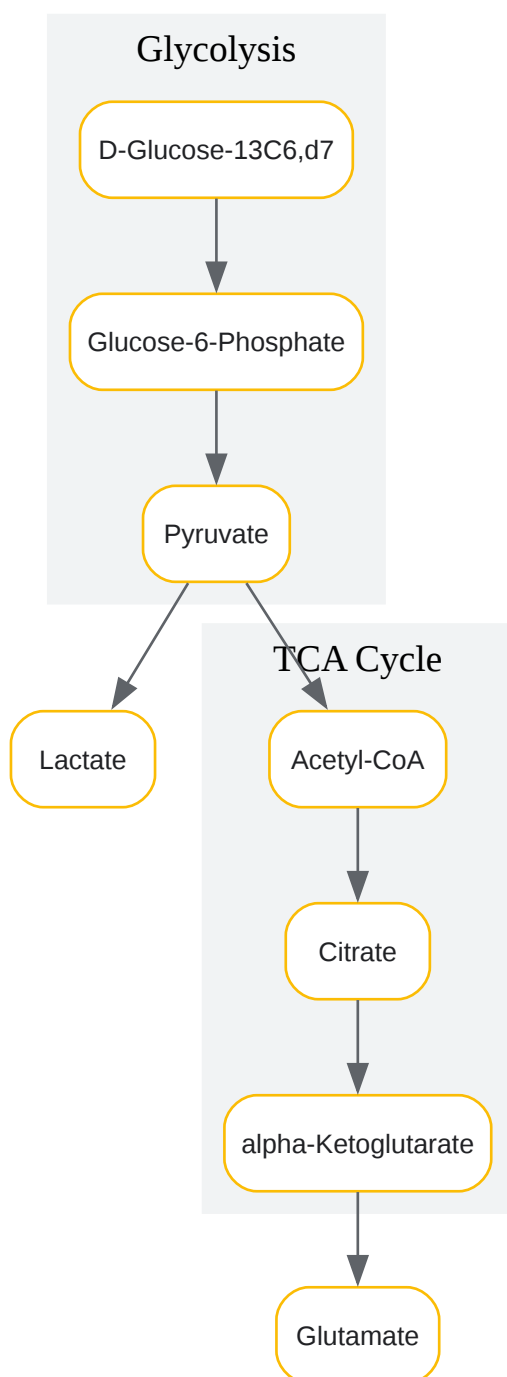 Glycolysis
D-Glucose-13C6,d7
Glucose-6-Phosphate
Pyruvate
TCA Cycle
Lactate
Acetyl-CoA
Citrate
alpha-Ketoglutarate
Glutamate